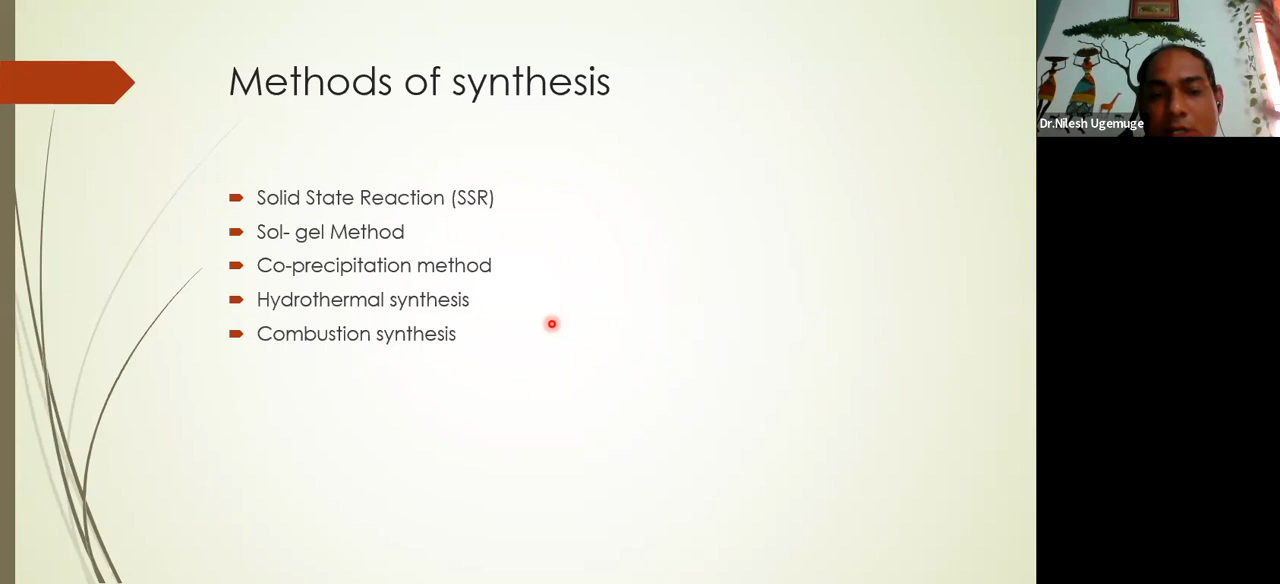 Methods of synthesis
Solid State Reaction (SSR)
Sol- gel Method
Co-precipitation method
Hydrothermal synthesis
Combustion synthesis
Dr.Nilesh Ugemuge